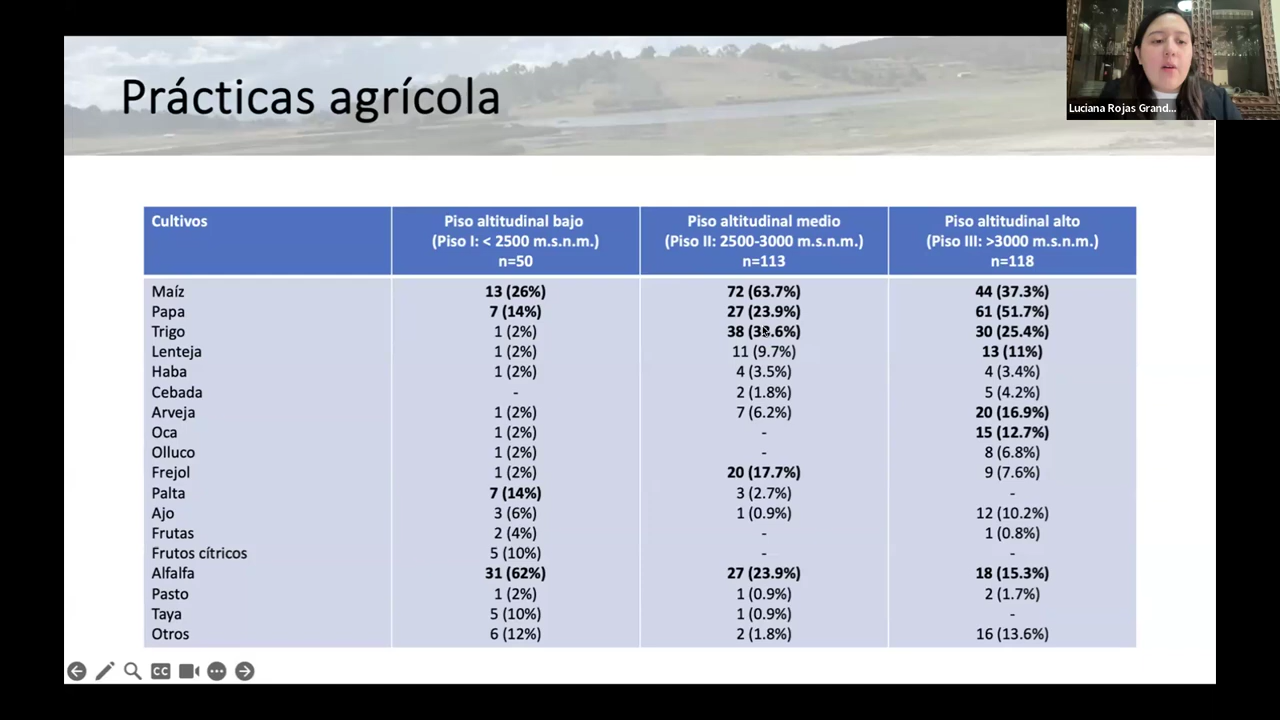 Luciana Rojas Grand...
Prácticas agrícola
Cultivos Piso altitudinal bajo (Piso I: < 2500 m.s.n.m.) n=50 Piso altitudinal medio (Piso II: 2500-3000 m.s.n.m.) n=113 Piso altitudinal alto (Piso III: >3000 m.s.n.m.) n=118
Maíz 13 (26%) 72 (63.7%) 44 (37.3%)
Papa 7 (14%) 27 (23.9%) 61 (51.7%)
Trigo 1 (2%) 38 30 (25.4%)
Lenteja 1 (2%) 11 (9.7%) 13 (11%)
Haba 1 (2%) 4 (3.5%) 4 (3.4%)
Cebada - 2 (1.8%) 5 (4.2%)
Arveja 1 (2%) 7 (6.2%) 20 (16.9%)
Oca 1 (2%) - 15 (12.7%)
Olluco 1 (2%) - 8 (6.8%)
Frejol 1 (2%) 20 (17.7%) 9 (7.6%)
Palta 7 (14%) 3 (2.7%) -
Ajo 3 (6%) 1 (0.9%) 12 (10.2%)
Frutas 2 (4%) - 1 (0.8%)
Frutos cítricos 5 (10%) - -
Alfalfa 31 (62%) 27 (23.9%) 18 (15.3%)
Pasto 1 (2%) 1 (0.9%) 2 (1.7%)
Taya 5 (10%) 1 (0.9%) -
Otros 6 (12%) 2 (1.8%) 16 (13.6%)
CC